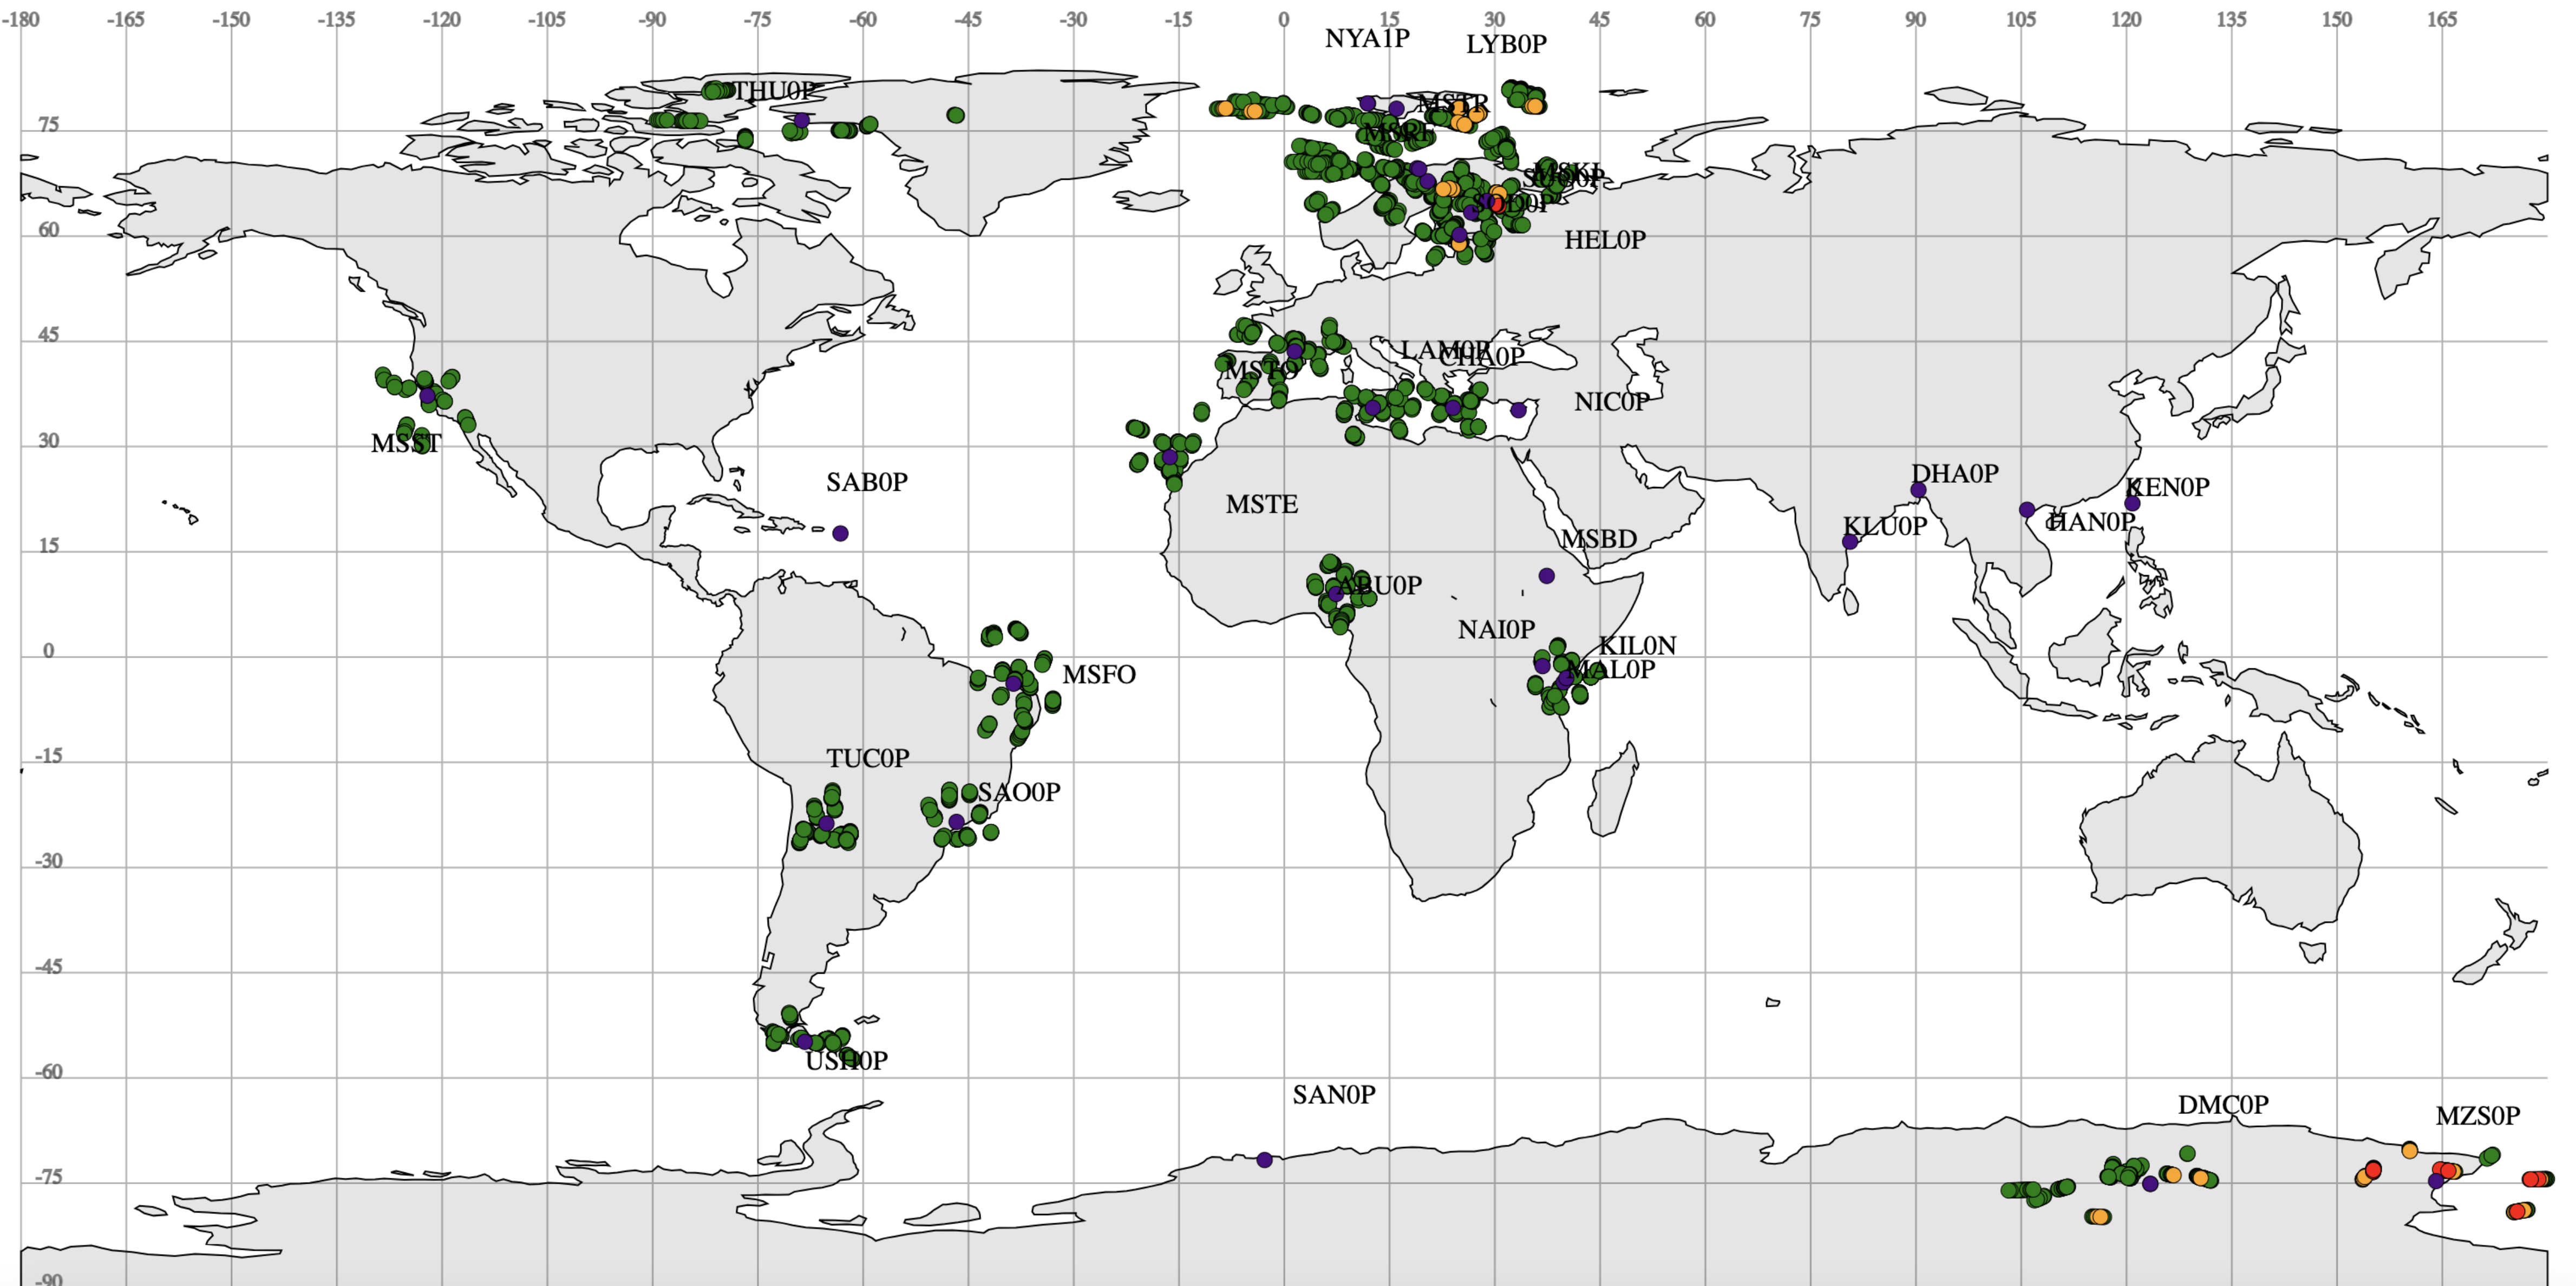 -180 -165 -150 -135 -120 -105 -90 -75 -60 -45 -30 -15 0 15 30 45 60 75 90 105 120 135 150 165
NYA1P LYB0P
THU0P
MSTR
75
MSKI
60
HEL0P
45
LAM0P
CHA0P
MSTO
NIC0P
30
MSST
DHA0P
SAB0P
KEN0P
MSTE
KLU0P HAN0P
MSBD
15
ABU0P
NAI0P
KIL0N
0
MAL0P
MSFO
-15
TUC0P
SAO0P
-30
-45
USH0P
-60
SAN0P
DMC0P
MZS0P
-75
-90